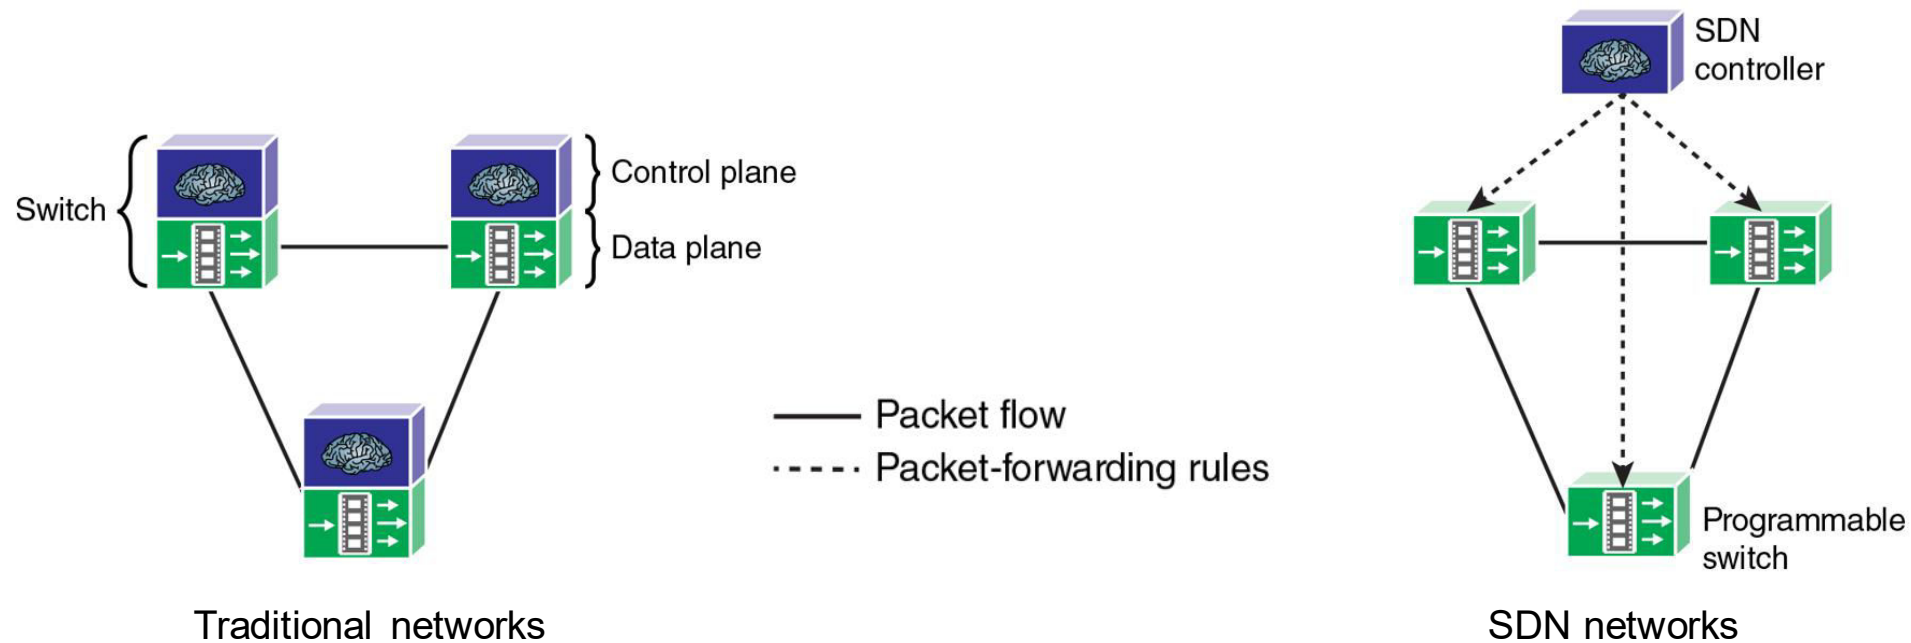 Switch
Control plane
Data plane
Traditional networks
Packet flow
Packet-forwarding rules
SDN
controller
Programmable
switch
SDN networks